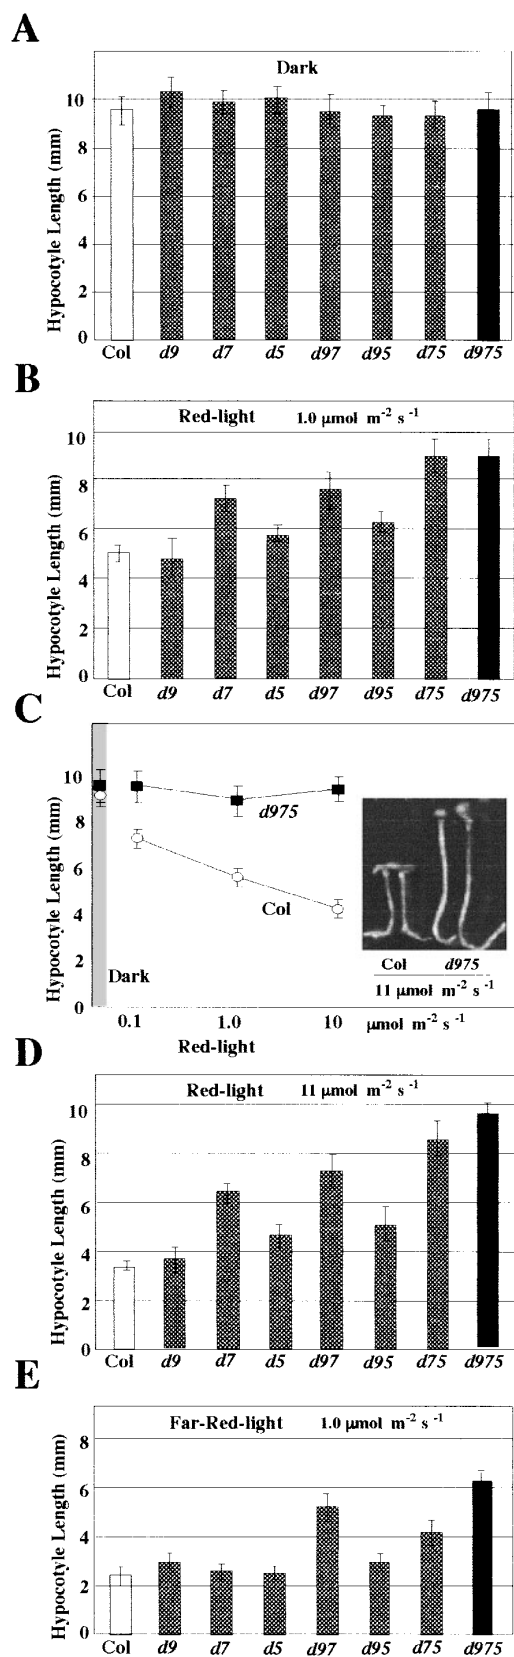 A
Dark
Hypocotyle Length (mm)
10
8
6
4
2
0
Col d9 d7 d5 d97 d95 d75 d975
B
Red-light 1.0 μmol m-2 s-1
Hypocotyle Length (mm)
10
8
6
4
2
0
Col d9 d7 d5 d97 d95 d75 d975
C
Hypocotyle Length (mm)
10
8
6
4
2
0
d975
Col
Dark
Col d975
11 μmol m-2 s-1
0.1 1.0 10 μmol m-2 s-1
Red-light
D
Red-light 11 μmol m-2 s-1
Hypocotyle Length (mm)
10
8
6
4
2
0
Col d9 d7 d5 d97 d95 d75 d975
E
Far-Red-light 1.0 μmol m-2 s-1
Hypocotyle Length (mm)
8
6
4
2
0
Col d9 d7 d5 d97 d95 d75 d975